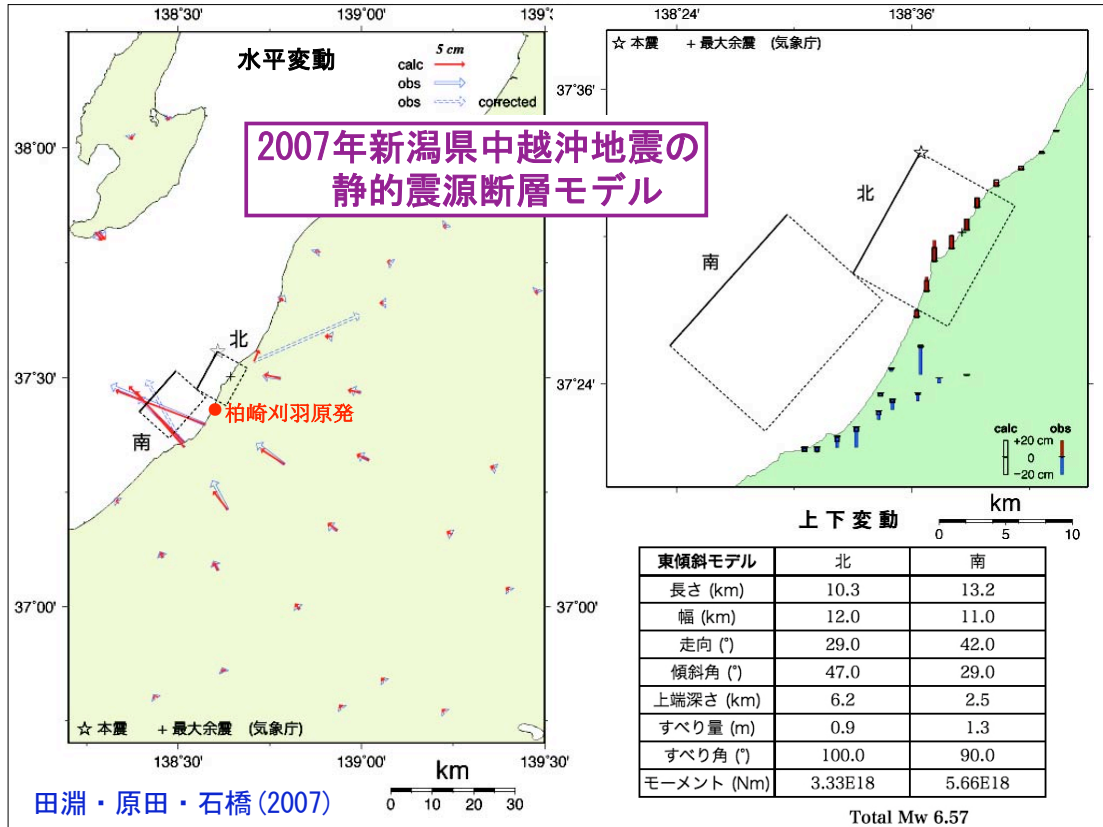 138°30'
139°00'
139°3
水平変動
5 cm
calc
obs
obs corrected
38°00'
37°30'
37°00'
2007年新潟県中越沖地震の
静的震源断層モデル
北
南
柏崎刈羽原発
☆ 本震 + 最大余震 (気象庁)
138°30'
139°00'
139°30'
km
0 10 20 30
田淵・原田・石橋(2007)
138°24'
138°36'
☆ 本震 + 最大余震 (気象庁)
37°36'
37°24'
北
南
calc obs
+20 cm
0
−20 cm
上下変動
km
0 5 10
東傾斜モデル 北 南
長さ (km) 10.3 13.2
幅 (km) 12.0 11.0
走向 (°) 29.0 42.0
傾斜角 (°) 47.0 29.0
上端深さ (km) 6.2 2.5
すべり量 (m) 0.9 1.3
すべり角 (°) 100.0 90.0
モーメント (Nm) 3.33E18 5.66E18
Total Mw 6.57